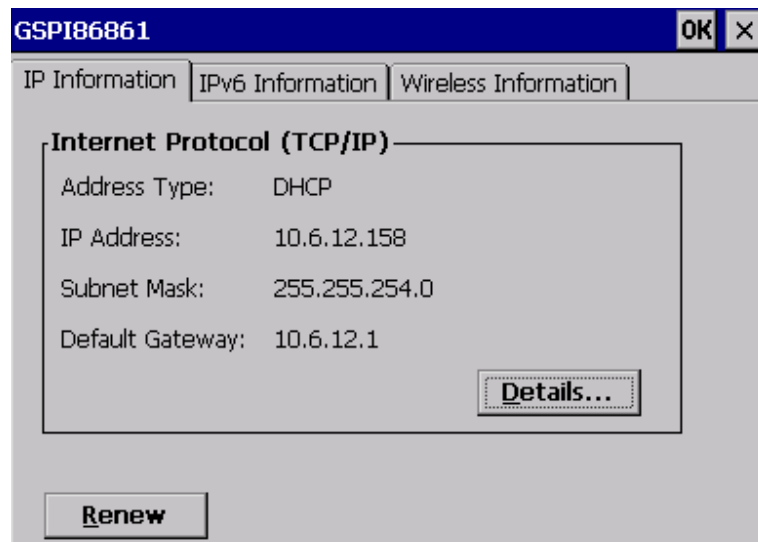 GSPI86861 OK ×
IP Information IPv6 Information Wireless Information
Internet Protocol (TCP/IP)
Address Type: DHCP
IP Address: 10.6.12.158
Subnet Mask: 255.255.254.0
Default Gateway: 10.6.12.1
Details...
Renew